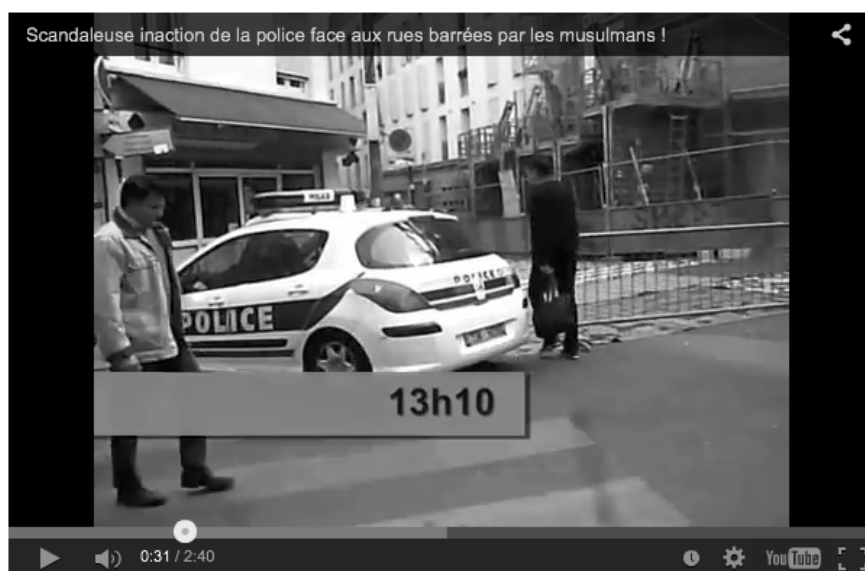 Scandaleuse inaction de la police face aux rues barrées par les musulmans !
POLICE
POLICE
POLICE
13h10
0:31 / 2:40
YouTube